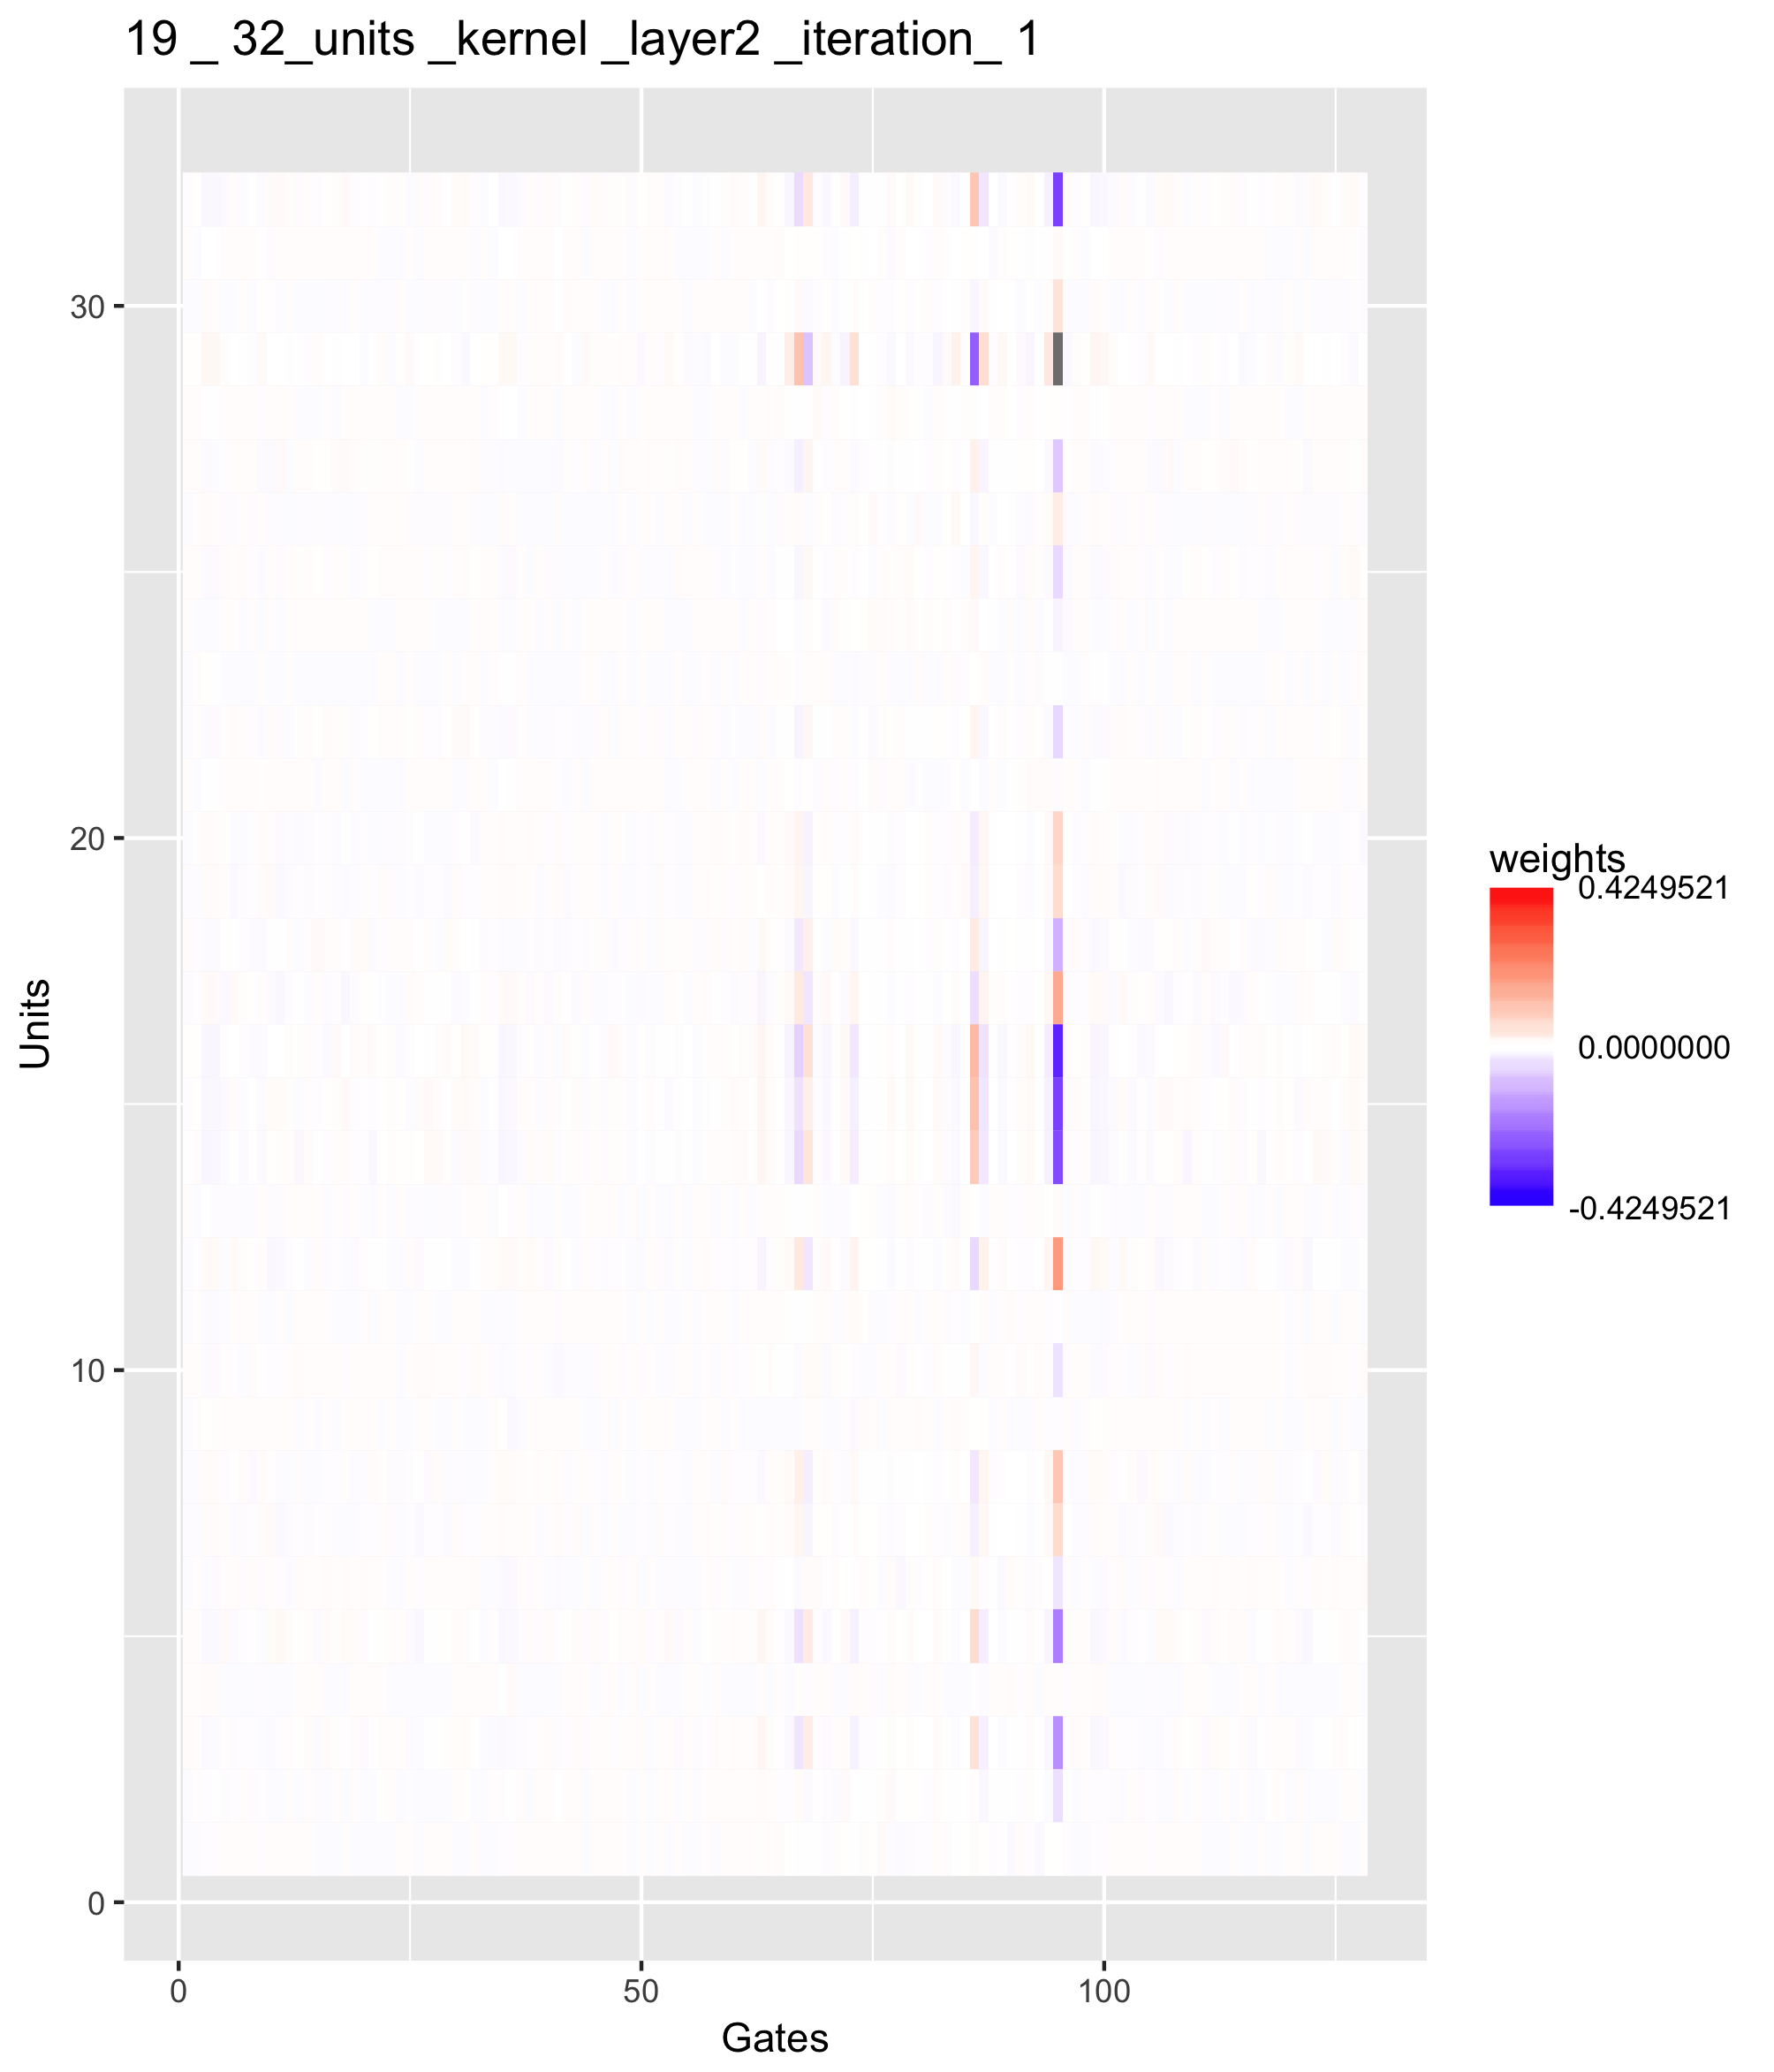 19 _ 32_units _kernel _layer2 _iteration_ 1
30
20
10
0
Units
0 50 100
Gates
weights
0.4249521
0.0000000
-0.4249521